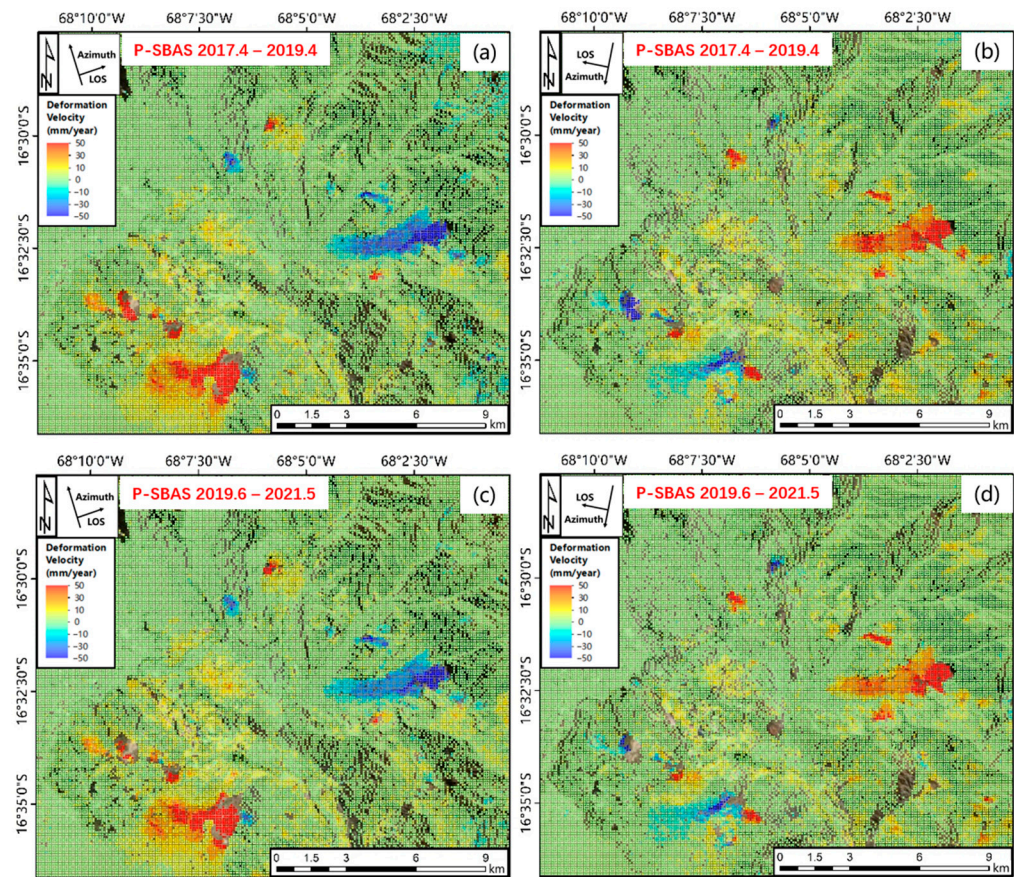 68°10'0"W 68°7'30"W 68°5'0"W 68°2'30"W
P-SBAS 2017.4 – 2019.4
(a)
N
Azimuth
LOS
Deformation
Velocity
(mm/year)
50
30
10
0
−10
−30
−50
16°30'0"S
16°32'30"S
16°35'0"S
0 1.5 3 6 9
km
68°10'0"W 68°7'30"W 68°5'0"W 68°2'30"W
P-SBAS 2017.4 – 2019.4
(b)
N
LOS
Azimuth
Deformation
Velocity
(mm/year)
50
30
10
0
−10
−30
−50
16°30'0"S
16°32'30"S
16°35'0"S
0 1.5 3 6 9
km
68°10'0"W 68°7'30"W 68°5'0"W 68°2'30"W
P-SBAS 2019.6 – 2021.5
(c)
N
Azimuth
LOS
Deformation
Velocity
(mm/year)
50
30
10
0
−10
−30
−50
16°30'0"S
16°32'30"S
16°35'0"S
0 1.5 3 6 9
km
68°10'0"W 68°7'30"W 68°5'0"W 68°2'30"W
P-SBAS 2019.6 – 2021.5
(d)
N
LOS
Azimuth
Deformation
Velocity
(mm/year)
50
30
10
0
−10
−30
−50
16°30'0"S
16°32'30"S
16°35'0"S
0 1.5 3 6 9
km